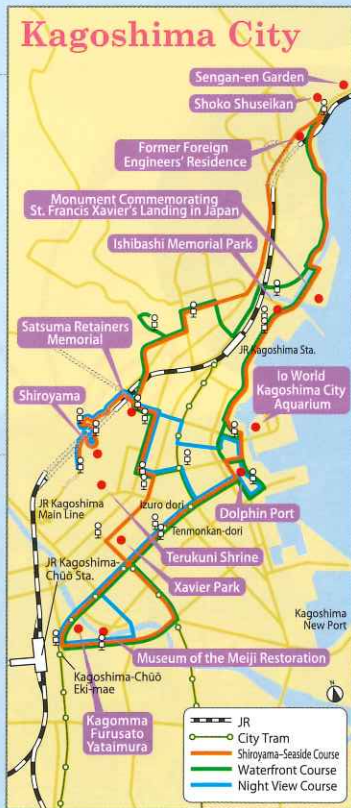 Kagoshima City
Sengan-en Garden
Shoko Shuseikan
Former Foreign
Engineers' Residence
Monument Commemorating
St. Francis Xavier's Landing in Japan
Ishibashi Memorial Park
Satsuma Retainers
Memorial
JR Kagoshima Sta.
Shiroyama
Io World
Kagoshima City
Aquarium
JR Kagoshima
Main Line
Izuro dori
Dolphin Port
Tenmonkan-dori
JR Kagoshima-
Chūō Sta.
Terukuni Shrine
Xavier Park
Kagoshima
New Port
Museum of the Meiji Restoration
Kagoshima-Chūō
Eki-mae
Kagomma
Furusato
Yataimura
N
JR
City Tram
Shiroyama–Seaside Course
Waterfront Course
Night View Course